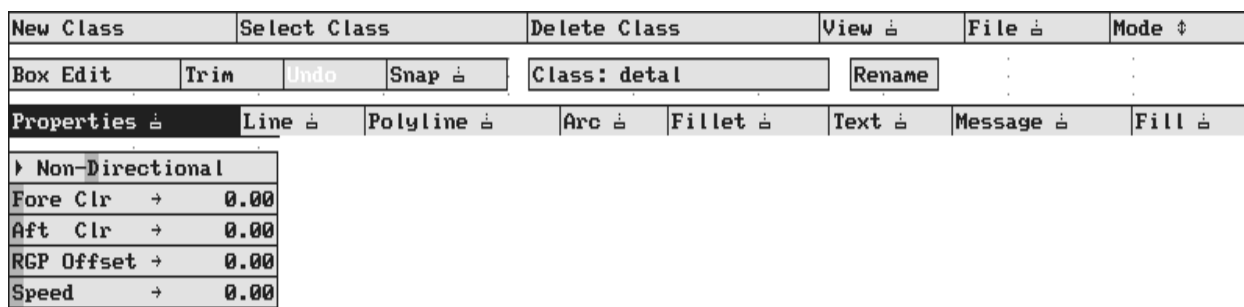 New Class Select Class Delete Class View File Mode
Box Edit Trim Undo Snap Class: detal Rename
Properties Line Polyline Arc Fillet Text Message Fill
Non-Directional
Fore Clr → 0.00
Aft Clr → 0.00
RGP Offset → 0.00
Speed → 0.00